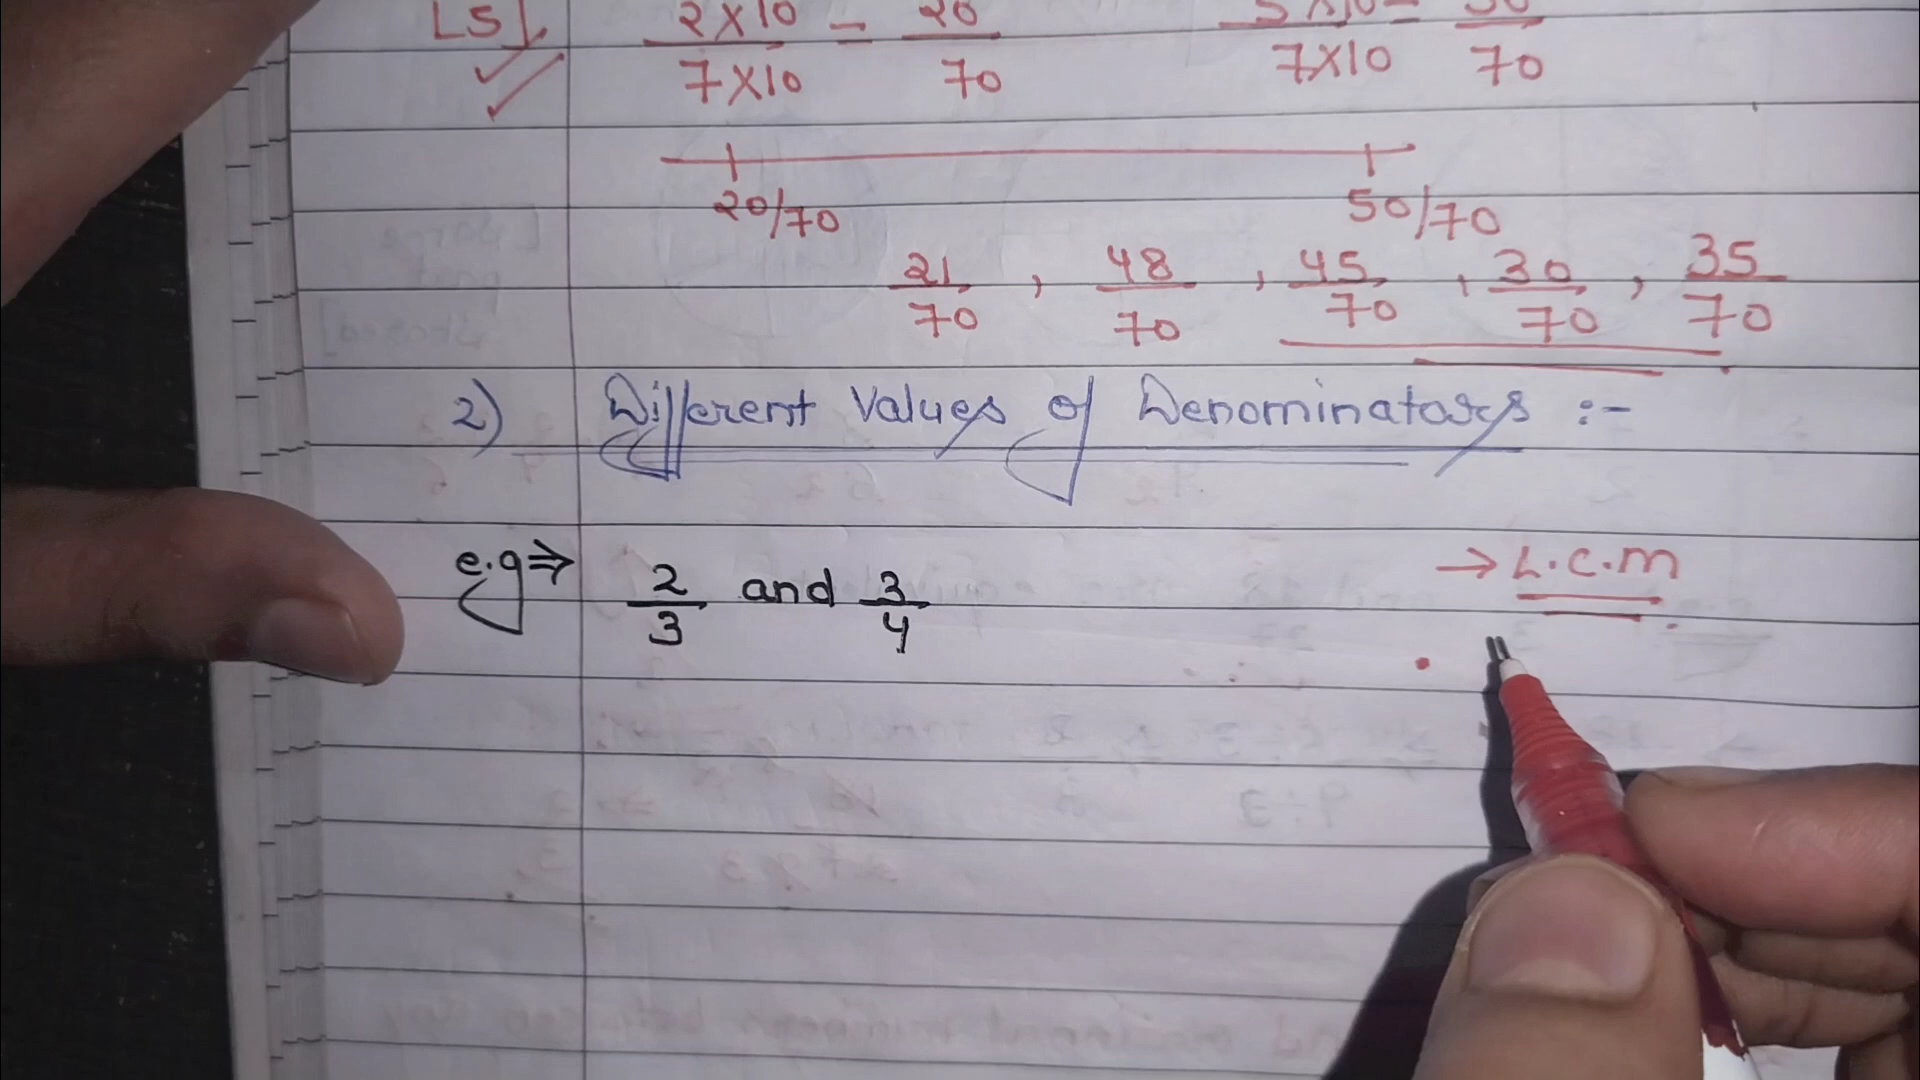 [5]. 2×10 = 20 5×10 = 50
7×10 70 7×10 70
20/70 50/70
21 , 48 , 45 , 30 , 35
70 70 70 70 70
2) Different Values of Denominators :-
e.g ⇒ 2 and 3 → L.C.M
3 4